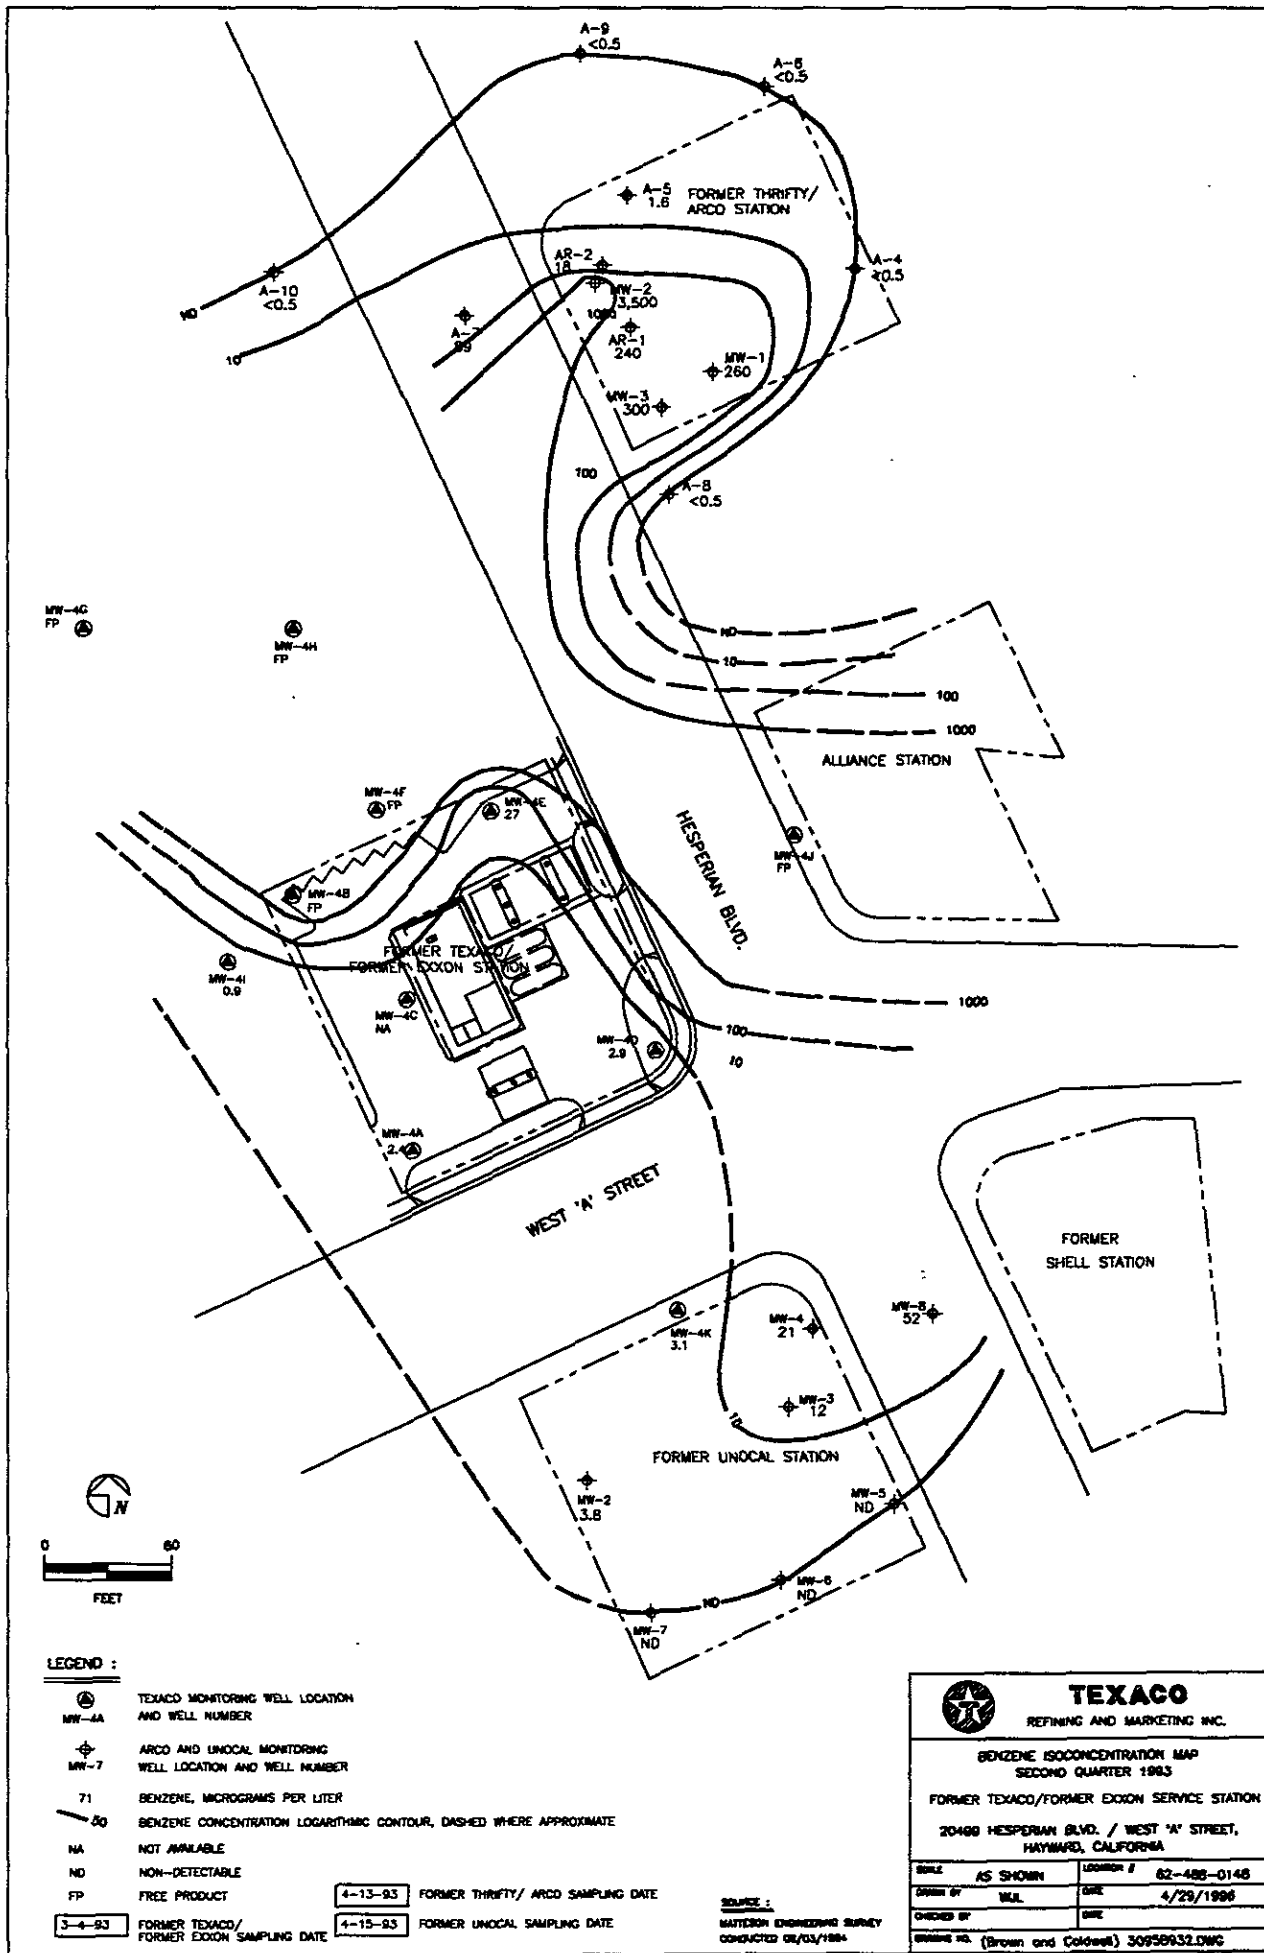 A-9
<0.5
A-6
<0.5
A-5
1.6
FORMER THRIFTY/
ARCO STATION
AR-2
18
A-4
<0.5
A-10
<0.5
MW-2
3,500
ND
A-7
89
1000
AR-1
240
10
MW-1
260
MW-3
300
100
A-8
<0.5
MW-4G
FP
MW-4H
FP
ND
10
100
1000
ALLIANCE STATION
MW-4F
FP
MW-4E
27
HESPERIAN BLVD.
MW-4J
FP
MW-4B
FP
FORMER TEXACO/
FORMER EXXON STATION
MW-4I
0.9
MW-4C
NA
1000
100
MW-4D
2.9
10
MW-4A
2.4
WEST 'A' STREET
FORMER
SHELL STATION
MW-8
52
MW-4
21
MW-4K
3.1
MW-3
12
10
FORMER UNOCAL STATION
MW-2
3.8
MW-5
ND
MW-6
ND
ND
MW-7
ND
N
0 60
FEET
LEGEND :
MW-4A
TEXACO MONITORING WELL LOCATION
AND WELL NUMBER
MW-7
ARCO AND UNOCAL MONITORING
WELL LOCATION AND WELL NUMBER
71 BENZENE, MICROGRAMS PER LITER
50 BENZENE CONCENTRATION LOGARITHMIC CONTOUR, DASHED WHERE APPROXIMATE
NA NOT AVAILABLE
ND NON-DETECTABLE
FP FREE PRODUCT
4-13-93 FORMER THRIFTY/ ARCO SAMPLING DATE
3-4-93 FORMER TEXACO/
FORMER EXXON SAMPLING DATE
4-15-93 FORMER UNOCAL SAMPLING DATE
SOURCE :
MATTESON ENGINEERING SURVEY
CONDUCTED
TEXACO
REFINING AND MARKETING INC.
BENZENE ISOCONCENTRATION MAP
SECOND QUARTER 1993
FORMER TEXACO/FORMER EXXON SERVICE STATION
20499 HESPERIAN BLVD. / WEST 'A' STREET,
HAYWARD, CALIFORNIA
SCALE AS SHOWN
LOCATION # 62-488-0146
DRAWN BY WJL
DATE 4/29/1996
CHECKED BY
DATE
DRAWING NO. (Brown and Caldwell) 3095B932.DWG